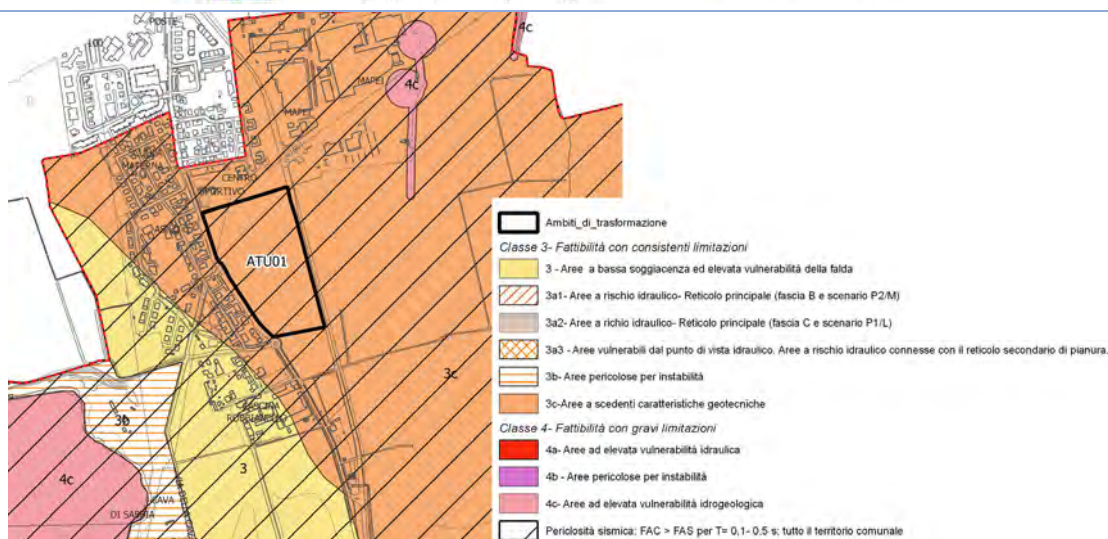 POSTE
4c
MAPEI
4c
MAPEI
MATERNA
CENTRO
SPORTIVO
ATU01
3c
3b
3
4c
CAVA
DI SABBIA
Ambiti_di_trasformazione
Classe 3- Fattibilità con consistenti limitazioni
3 - Aree a bassa soggiacenza ed elevata vulnerabilità della falda
3a1- Aree a rischio idraulico- Reticolo principale (fascia B e scenario P2/M)
3a2- Aree a richio idraulico- Reticolo principale (fascia C e scenario P1/L)
3a3 - Aree vulnerabili dal punto di vista idraulico. Aree a rischio idraulico connesse con il reticolo secondario di pianura.
3b- Aree pericolose per instabilità
3c-Aree a scedenti caratteristiche geotecniche
Classe 4- Fattibilità con gravi limitazioni
4a- Aree ad elevata vulnerabilità idraulica
4b - Aree pericolose per instabilità
4c- Aree ad elevata vulnerabilità idrogeologica
Periclosità sismica: FAC > FAS per T= 0,1- 0.5 s: tutto il territorio comunale